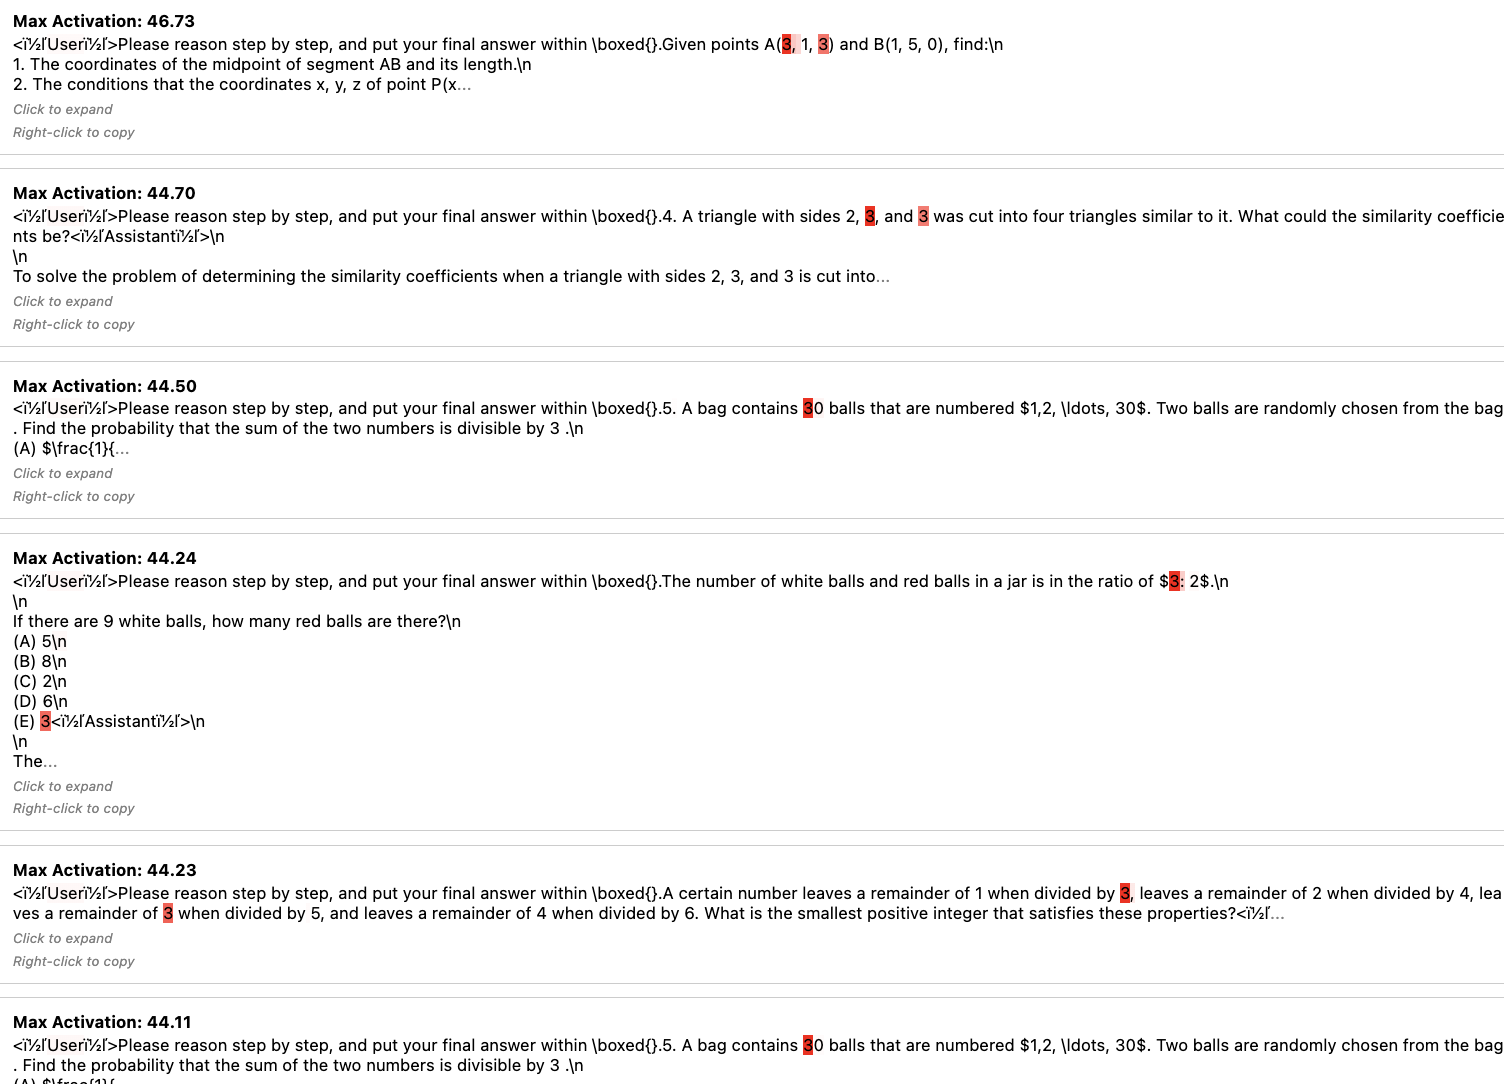 Max Activation: 46.73
<ï½ľUserï½ľ>Please reason step by step, and put your final answer within \boxed{}.Given points A(3, 1, 3) and B(1, 5, 0), find:\n
1. The coordinates of the midpoint of segment AB and its length.\n
2. The conditions that the coordinates x, y, z of point P(x...
Click to expand
Right-click to copy
Max Activation: 44.70
<ï½ľUserï½ľ>Please reason step by step, and put your final answer within \boxed{}.4. A triangle with sides 2, 3, and 3 was cut into four triangles similar to it. What could the similarity coefficie
nts be?<ï½ľAssistantï½ľ>\n
\n
To solve the problem of determining the similarity coefficients when a triangle with sides 2, 3, and 3 is cut into...
Click to expand
Right-click to copy
Max Activation: 44.50
<ï½ľUserï½ľ>Please reason step by step, and put your final answer within \boxed{}.5. A bag contains 30 balls that are numbered $1,2, \ldots, 30$. Two balls are randomly chosen from the bag
. Find the probability that the sum of the two numbers is divisible by 3 .\n
(A) $\frac{1}{...
Click to expand
Right-click to copy
Max Activation: 44.24
<ï½ľUserï½ľ>Please reason step by step, and put your final answer within \boxed{}.The number of white balls and red balls in a jar is in the ratio of $3: 2$.\n
\n
If there are 9 white balls, how many red balls are there?\n
(A) 5\n
(B) 8\n
(C) 2\n
(D) 6\n
(E) 3<ï½ľAssistantï½ľ>\n
\n
The...
Click to expand
Right-click to copy
Max Activation: 44.23
<ï½ľUserï½ľ>Please reason step by step, and put your final answer within \boxed{}.A certain number leaves a remainder of 1 when divided by 3, leaves a remainder of 2 when divided by 4, lea
ves a remainder of 3 when divided by 5, and leaves a remainder of 4 when divided by 6. What is the smallest positive integer that satisfies these properties?<ï½ľ...
Click to expand
Right-click to copy
Max Activation: 44.11
<ï½ľUserï½ľ>Please reason step by step, and put your final answer within \boxed{}.5. A bag contains 30 balls that are numbered $1,2, \ldots, 30$. Two balls are randomly chosen from the bag
. Find the probability that the sum of the two numbers is divisible by 3 .\n
(A) $\frac{1}{